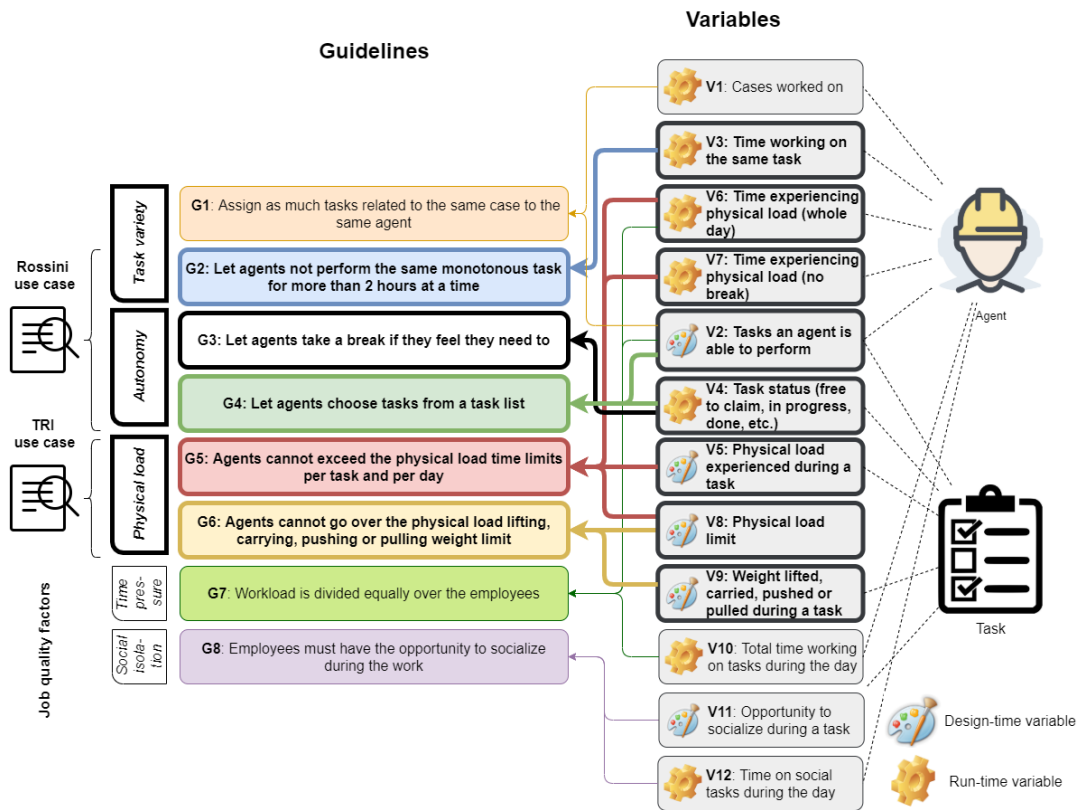 Variables
Guidelines
V1: Cases worked on
V3: Time working on
the same task
V6: Time experiencing
physical load (whole
day)
V7: Time experiencing
physical load (no
break)
V2: Tasks an agent is
able to perform
V4: Task status (free
to claim, in progress,
done, etc.)
V5: Physical load
experienced during a
task
V8: Physical load
limit
V9: Weight lifted,
carried, pushed or
pulled during a task
V10: Total time working
on tasks during the day
V11: Opportunity to
socialize during a task
V12: Time on social
tasks during the day
G1: Assign as much tasks related to the same case to the
same agent
G2: Let agents not perform the same monotonous task
for more than 2 hours at a time
G3: Let agents take a break if they feel they need to
G4: Let agents choose tasks from a task list
G5: Agents cannot exceed the physical load time limits
per task and per day
G6: Agents cannot go over the physical load lifting,
carrying, pushing or pulling weight limit
G7: Workload is divided equally over the employees
G8: Employees must have the opportunity to socialize
during the work
Task variety
Autonomy
Physical load
Time
pres-
sure
Social
isola-
tion
Rossini
use case
TRI
use case
Job quality factors
Agent
Task
Design-time variable
Run-time variable